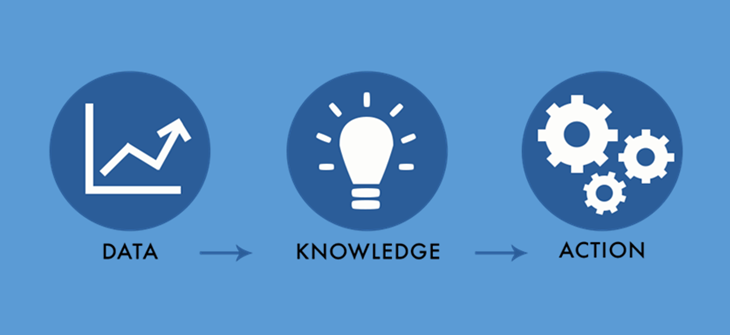 DATA KNOWLEDGE ACTION